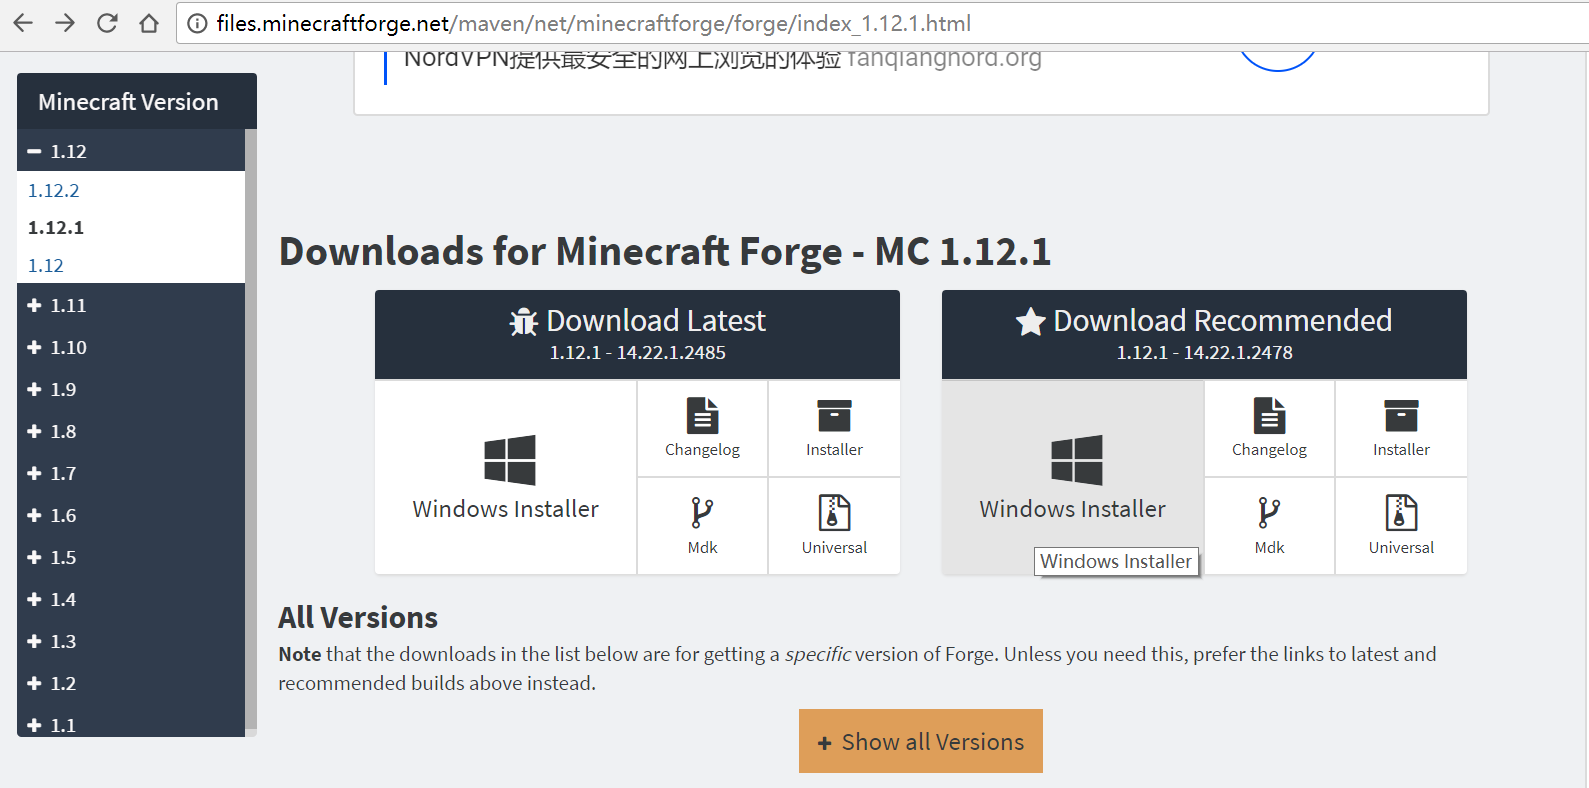 files.minecraftforge.net/maven/net/minecraftforge/forge/index_1.12.1.html
NordVPN提供最安全的网上浏览的体验 fanqiangnord.org
Minecraft Version
1.12
1.12.2
1.12.1
1.12
1.11
1.10
1.9
1.8
1.7
1.6
1.5
1.4
1.3
1.2
1.1
Downloads for Minecraft Forge - MC 1.12.1
Download Latest
1.12.1 - 14.22.1.2485
Windows Installer
Changelog
Installer
Mdk
Universal
Download Recommended
1.12.1 - 14.22.1.2478
Windows Installer
Changelog
Installer
Mdk
Universal
Windows Installer
All Versions
Note that the downloads in the list below are for getting a specific version of Forge. Unless you need this, prefer the links to latest and
recommended builds above instead.
Show all Versions